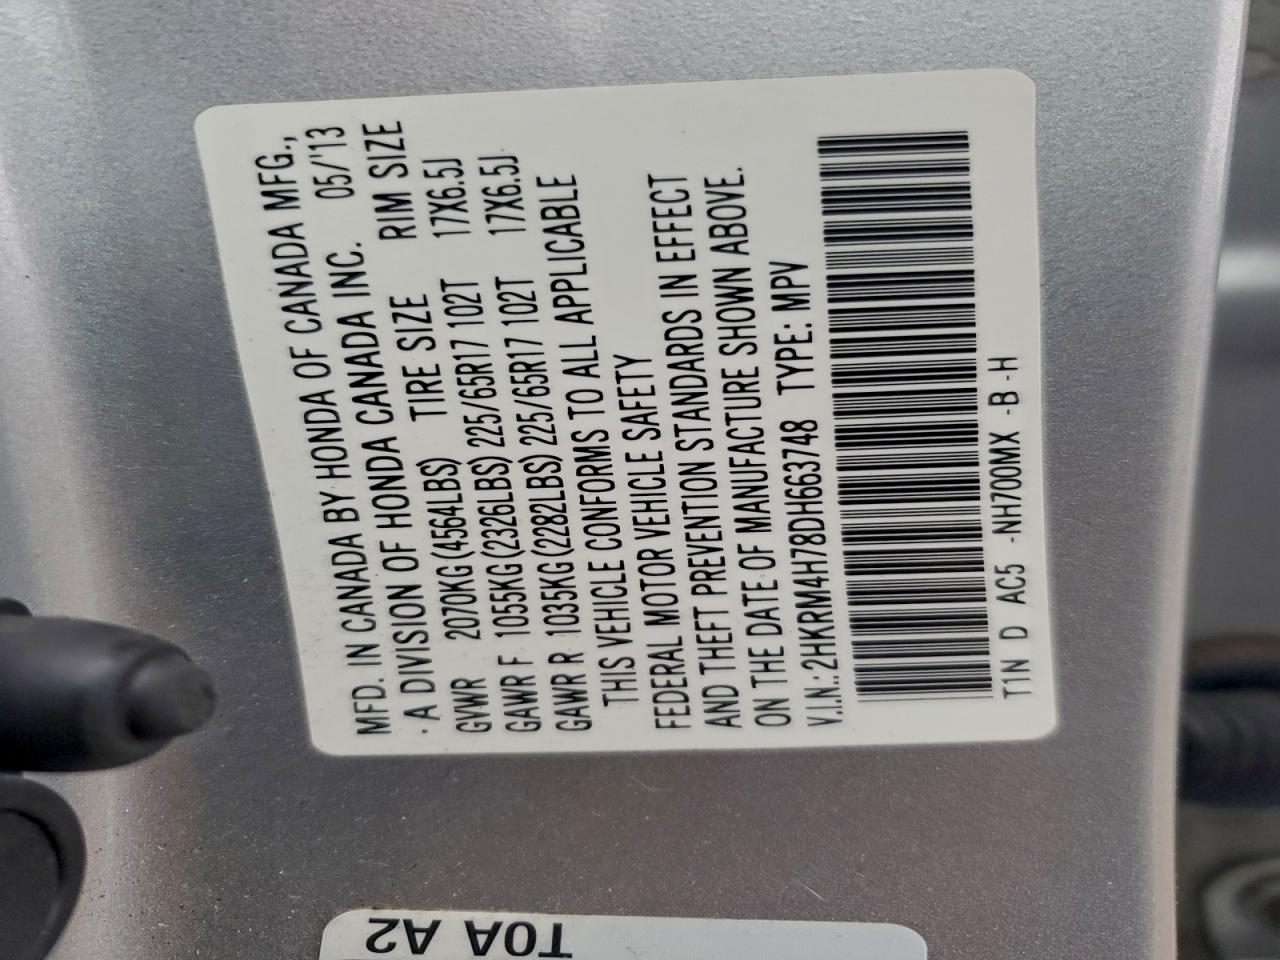 MFD. IN CANADA BY HONDA OF CANADA MFG.,
. A DIVISION OF HONDA CANADA INC. 05/'13
GVWR 2070KG(4564LBS) TIRE SIZE RIM SIZE
GAWR F 1055KG(2326LBS) 225/65R17 102T 17X6.5J
GAWR R 1035KG(2282LBS) 225/65R17 102T 17X6.5J
THIS VEHICLE CONFORMS TO ALL APPLICABLE
FEDERAL MOTOR VEHICLE SAFETY
AND THEFT PREVENTION STANDARDS IN EFFECT
ON THE DATE OF MANUFACTURE SHOWN ABOVE.
V.I.N.:2HKRM4H78DH663748 TYPE: MPV
T1N D AC5 -NH700MX -B -H
T0A A2